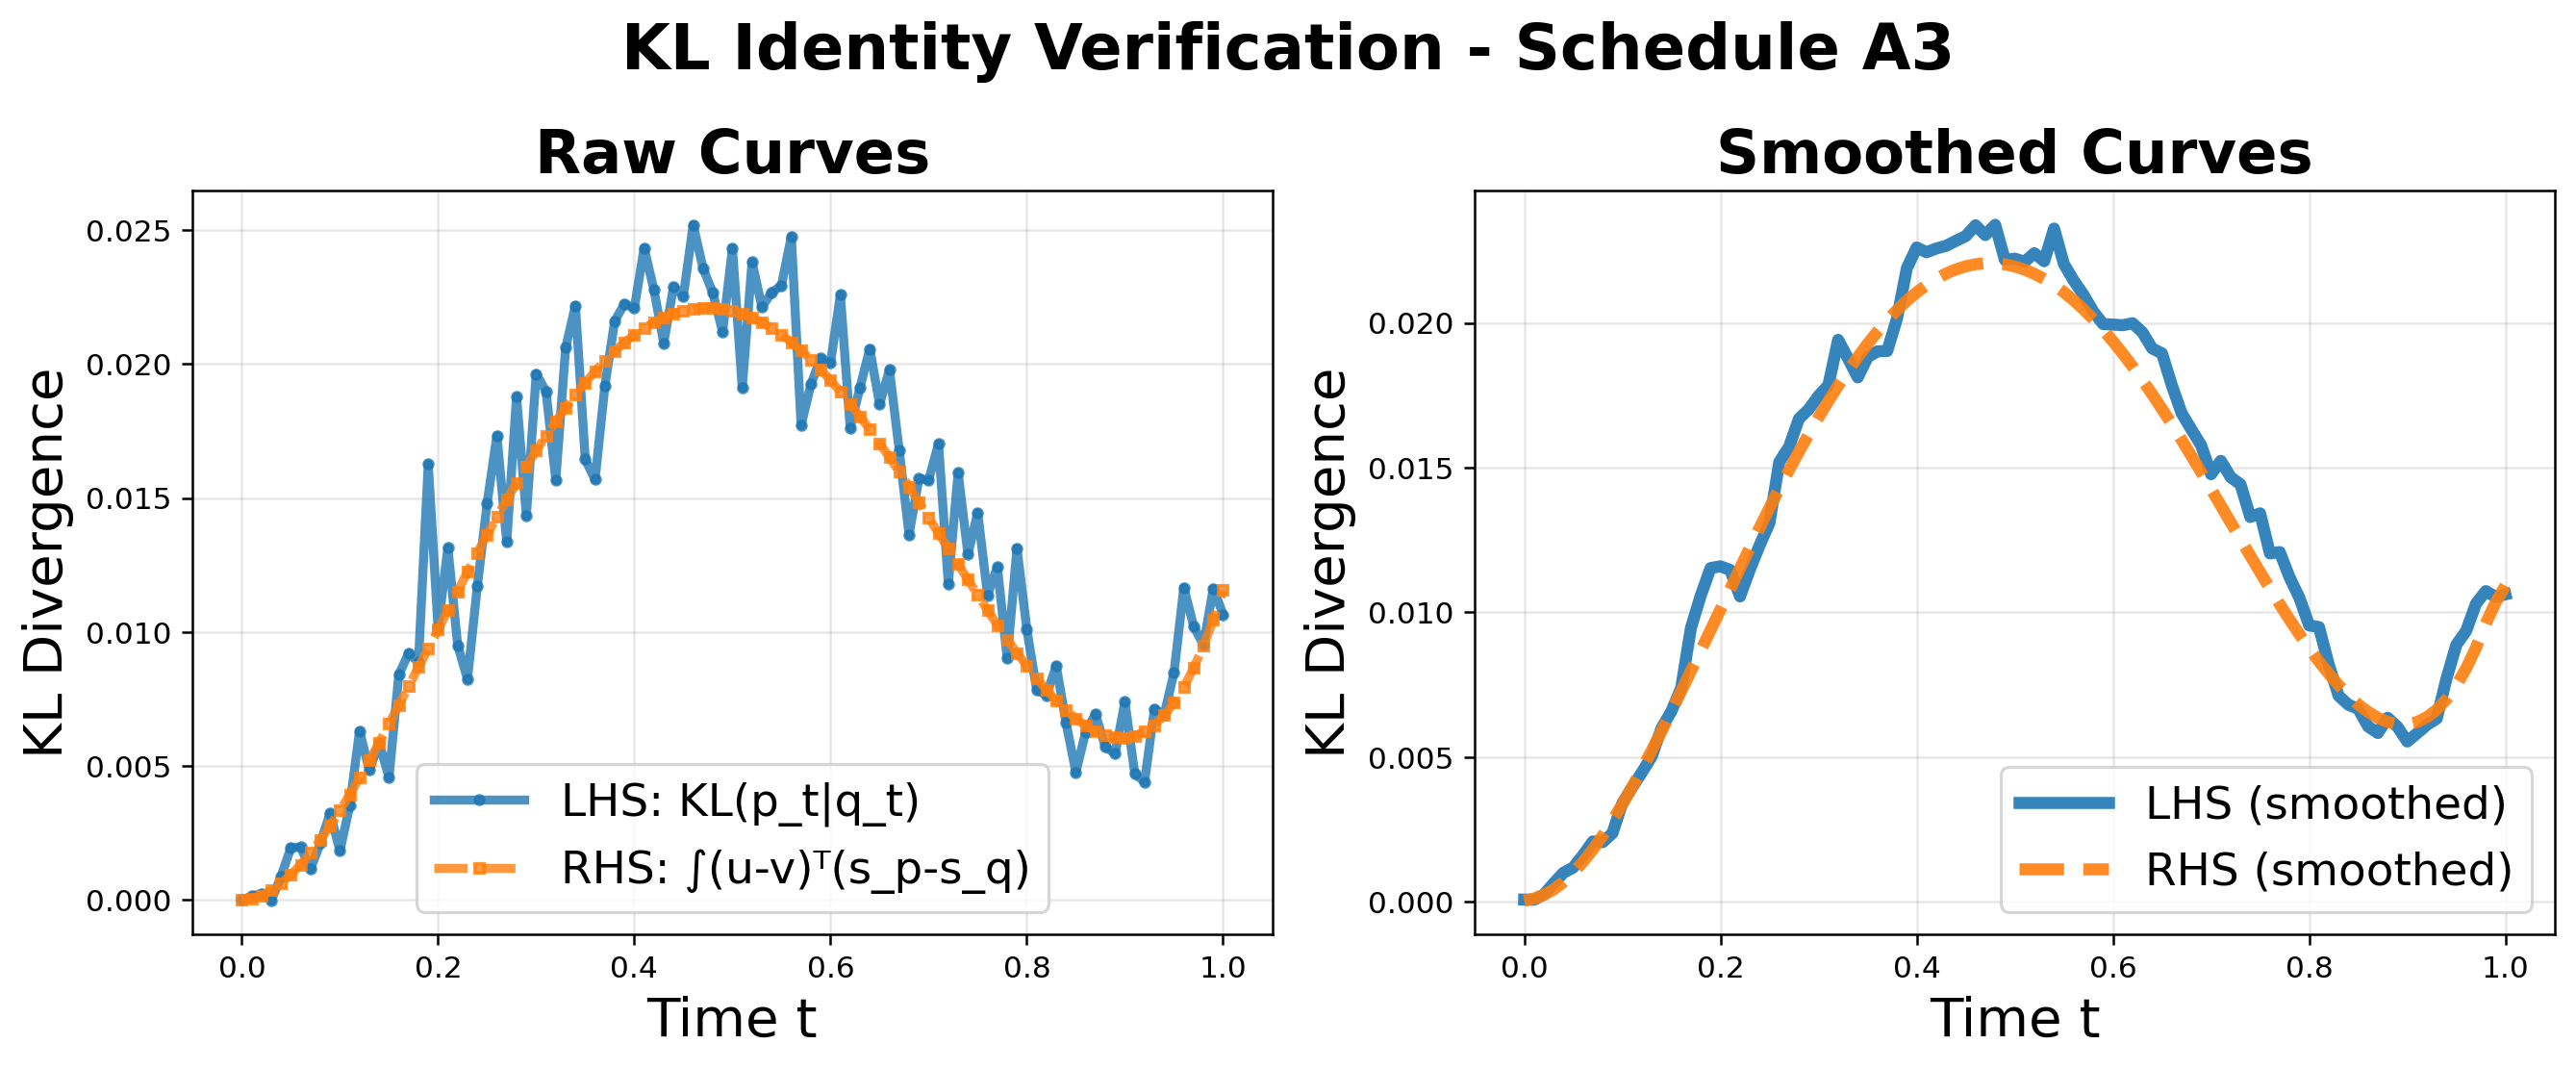 KL Identity Verification - Schedule A3
Raw Curves
KL Divergence
0.025
0.020
0.015
0.010
0.005
0.000
LHS: KL(p_t|q_t)
RHS: ∫(u-v)ᵀ(s_p-s_q)
0.0 0.2 0.4 0.6 0.8 1.0
Time t
Smoothed Curves
KL Divergence
0.020
0.015
0.010
0.005
0.000
LHS (smoothed)
RHS (smoothed)
0.0 0.2 0.4 0.6 0.8 1.0
Time t